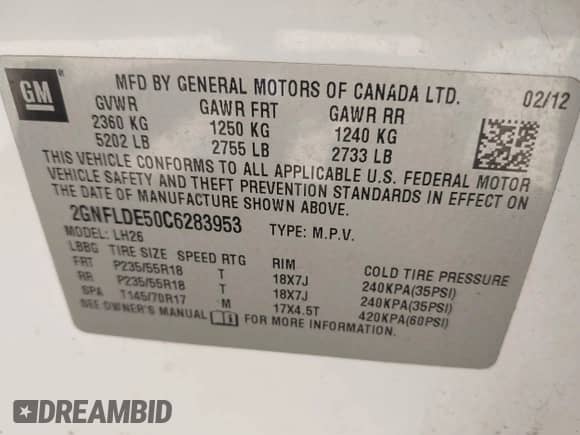 GM
MFD BY GENERAL MOTORS OF CANADA LTD. 02/12
GVWR GAWR FRT GAWR RR
2360 KG 1250 KG 1240 KG
5202 LB 2755 LB 2733 LB
THIS VEHICLE CONFORMS TO ALL APPLICABLE U.S. FEDERAL MOTOR
VEHICLE SAFETY AND THEFT PREVENTION STANDARDS IN EFFECT ON
THE DATE OF MANUFACTURE SHOWN ABOVE.
2GNFLDE50C6283953 TYPE: M.P.V.
MODEL: LH26
LBBG TIRE SIZE SPEED RTG RIM COLD TIRE PRESSURE
FRT P235/55R18 T 18X7J 240KPA(35PSI)
RR P235/55R18 T 18X7J 240KPA(35PSI)
SPA T145/70R17 M 17X4.5T 420KPA(60PSI)
SEE OWNER'S MANUAL FOR MORE INFORMATION.
DREAMBID